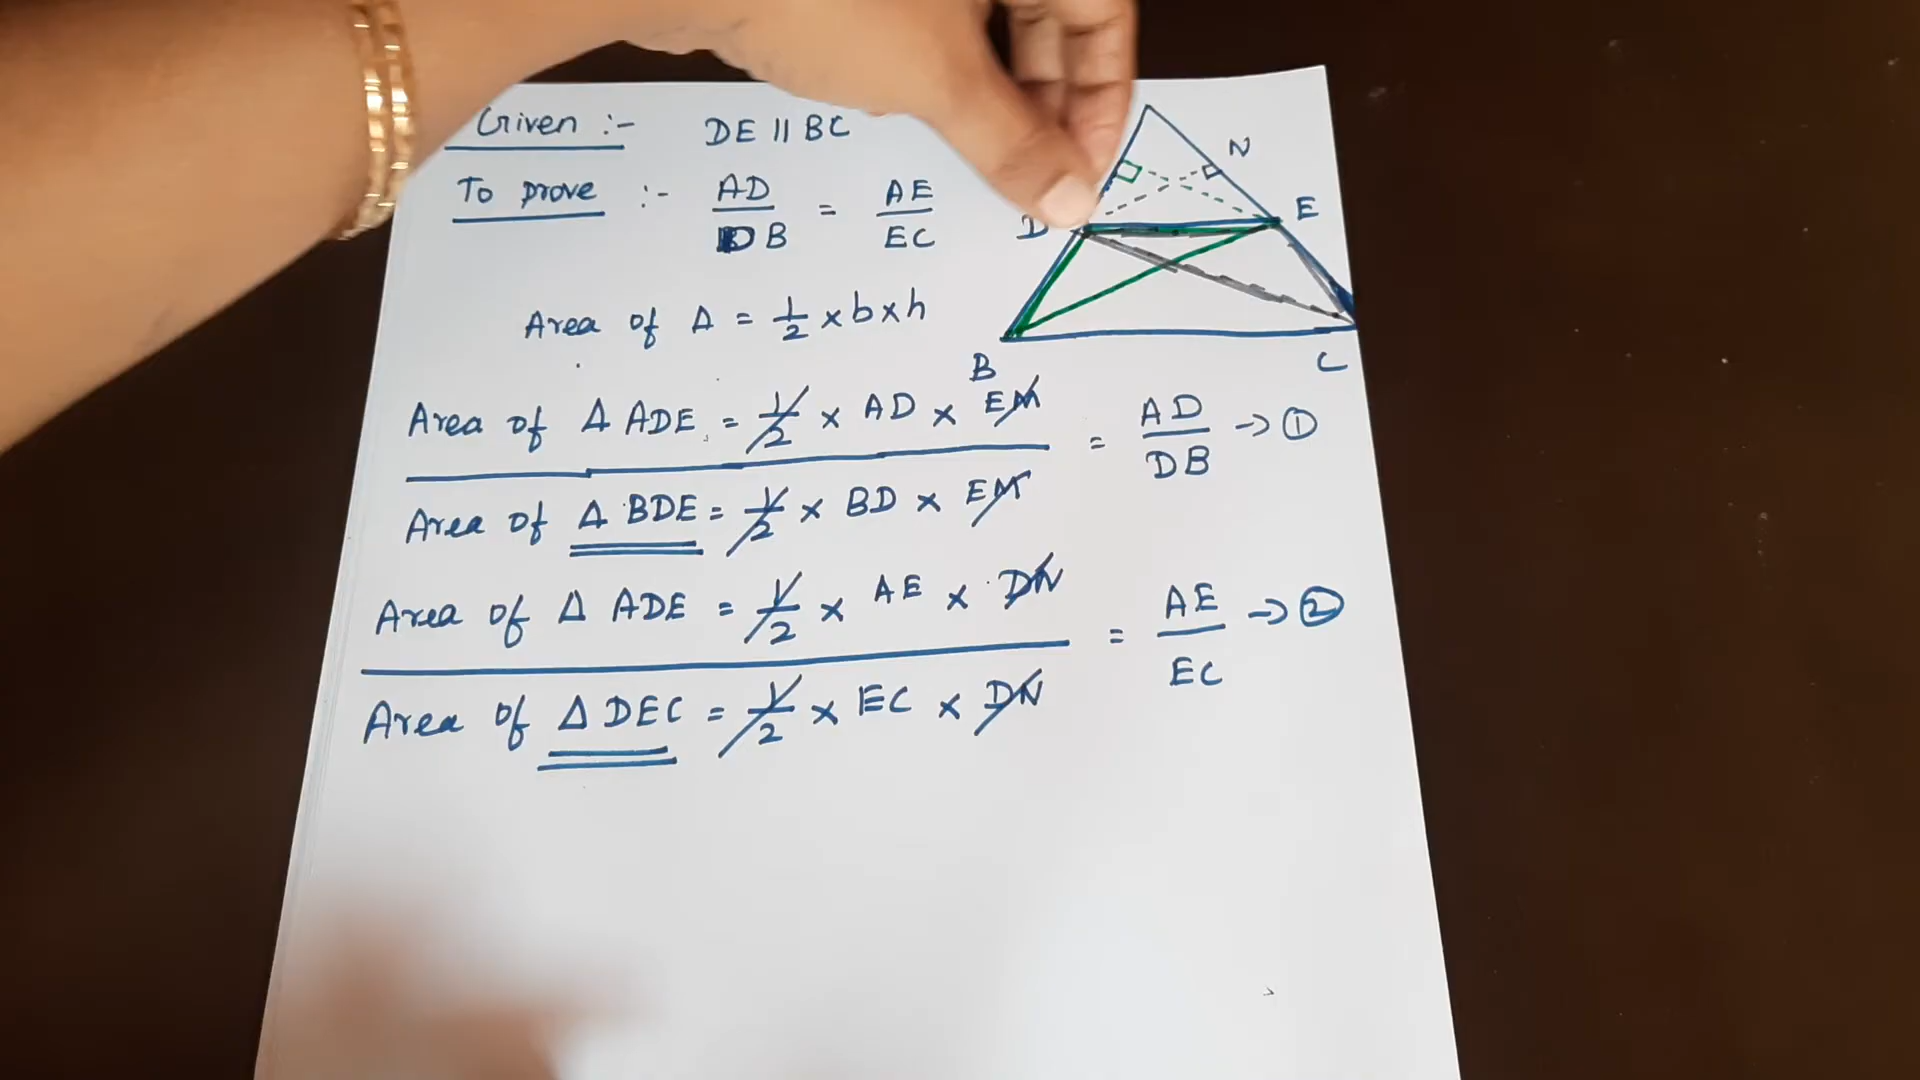 Given :- DE || BC
To prove :- AD/DB = AE/EC
Area of Δ = 1/2 × b × h
N
D
E
B
C
Area of Δ ADE = 1/2 × AD × EM
Area of Δ BDE = 1/2 × BD × EM
= AD/DB → ①
Area of Δ ADE = 1/2 × AE × DN
Area of Δ DEC = 1/2 × EC × DN
= AE/EC → ②